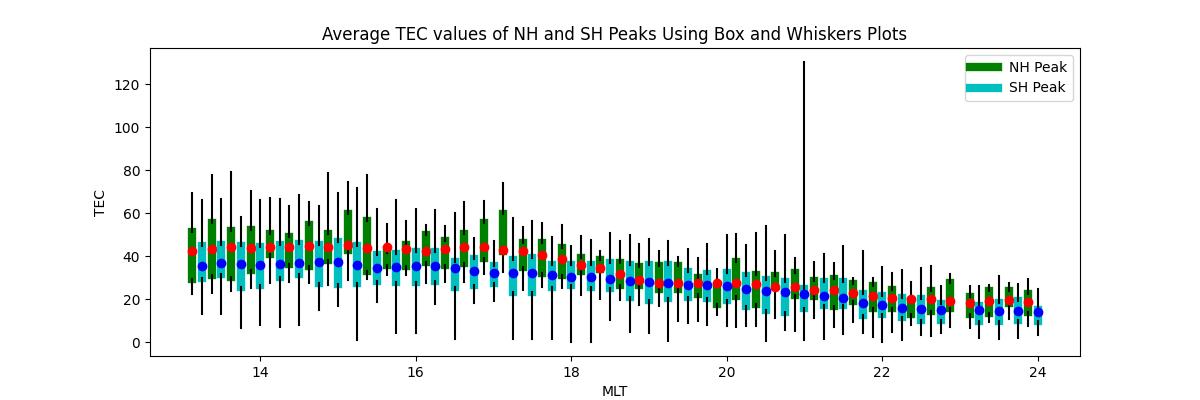 Average TEC values of NH and SH Peaks Using Box and Whiskers Plots
NH Peak
SH Peak
120
100
80
60
40
20
0
TEC
14 16 18 20 22 24
MLT